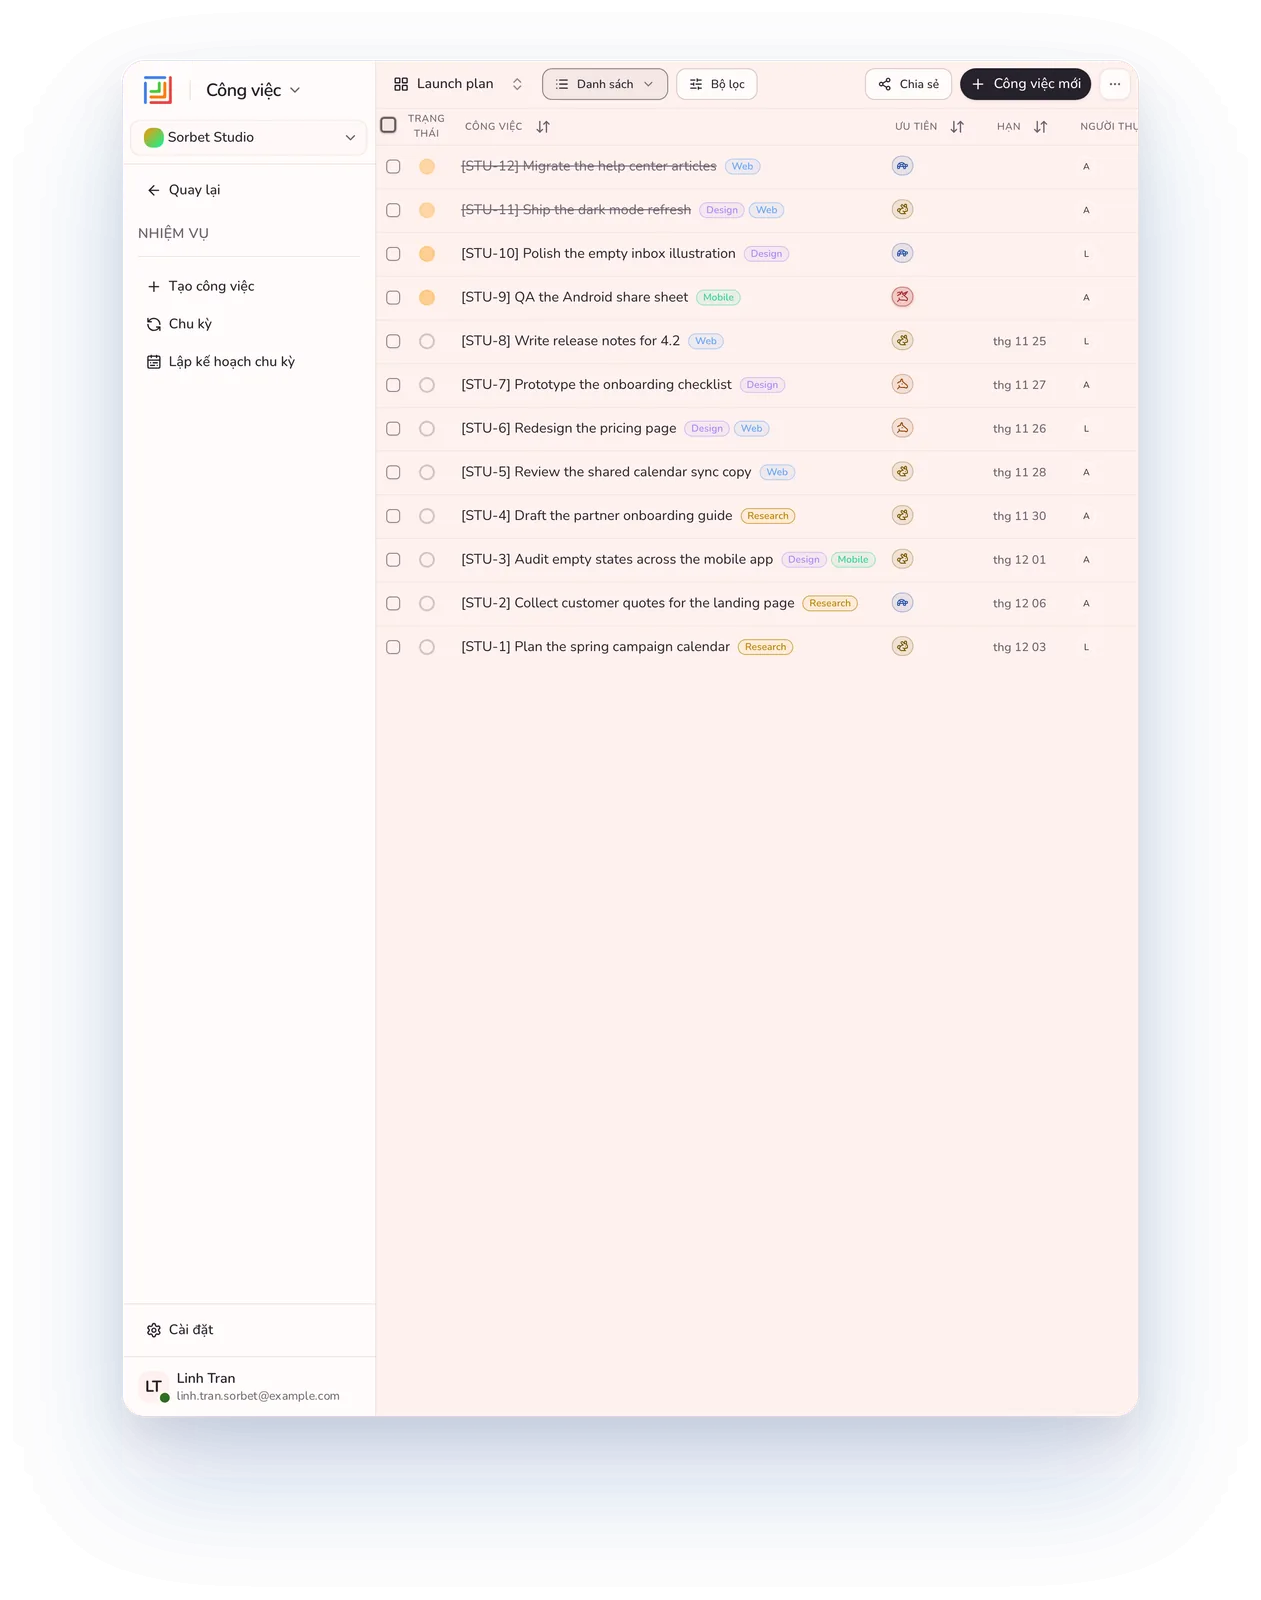 Công việc
Launch plan
Danh sách
Bộ lọc
Chia sẻ
Công việc mới
Sorbet Studio
Quay lại
NHIỆM VỤ
Tạo công việc
Chu kỳ
Lập kế hoạch chu kỳ
TRẠNG THÁI
CÔNG VIỆC
ƯU TIÊN
HẠN
NGƯỜI THỰ
[STU-12] Migrate the help center articles Web A
[STU-11] Ship the dark mode refresh Design Web A
[STU-10] Polish the empty inbox illustration Design L
[STU-9] QA the Android share sheet Mobile A
[STU-8] Write release notes for 4.2 Web thg 11 25 L
[STU-7] Prototype the onboarding checklist Design thg 11 27 A
[STU-6] Redesign the pricing page Design Web thg 11 26 L
[STU-5] Review the shared calendar sync copy Web thg 11 28 A
[STU-4] Draft the partner onboarding guide Research thg 11 30 A
[STU-3] Audit empty states across the mobile app Design Mobile thg 12 01 A
[STU-2] Collect customer quotes for the landing page Research thg 12 06 A
[STU-1] Plan the spring campaign calendar Research thg 12 03 L
Cài đặt
LT
Linh Tran
linh.tran.sorbet@example.com